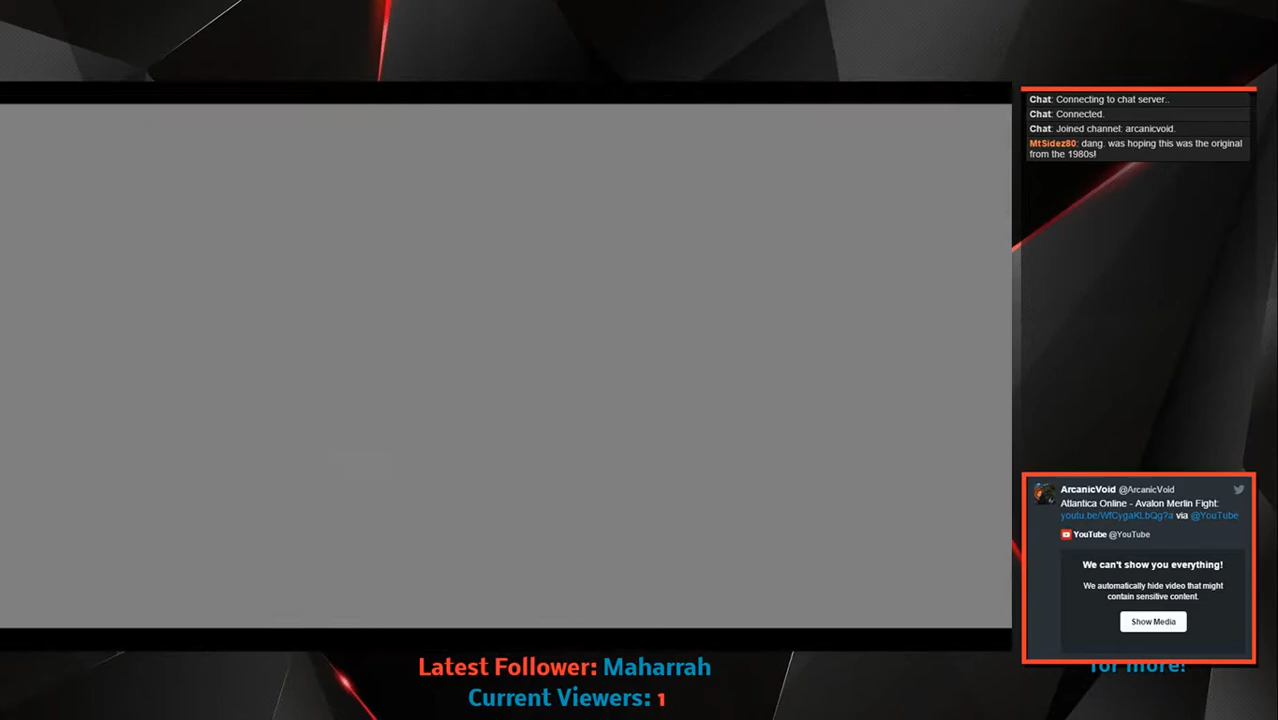 Chat: Connecting to chat server..
Chat: Connected.
Chat: Joined channel: arcanicvoid.
MtSidez80: dang. was hoping this was the original
from the 1980s!
ArcanicVoid @ArcanicVoid
Atlantica Online - Avalon Merlin Fight:
youtu.be/WfCygaKLbQg?a via @YouTube
YouTube @YouTube
We can't show you everything!
We automatically hide video that might
contain sensitive content.
Show Media
for more!
Latest Follower: Maharrah
Current Viewers: 1